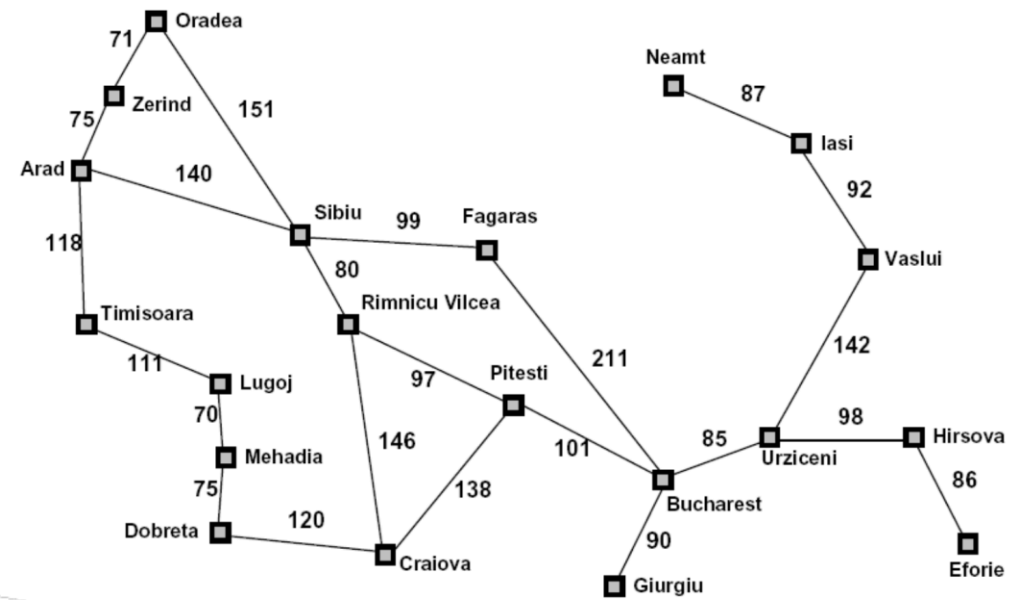 Oradea
71
Neamt
87
Zerind
151
75
Iasi
Arad
140
92
Sibiu
99
Fagaras
118
Vaslui
80
Rimnicu Vilcea
Timisoara
142
111
211
Pitesti
97
Lugoj
70
98
Hirsova
146
101
85
Urziceni
Mehadia
86
75
138
Bucharest
120
Dobreta
90
Craiova
Eforie
Giurgiu